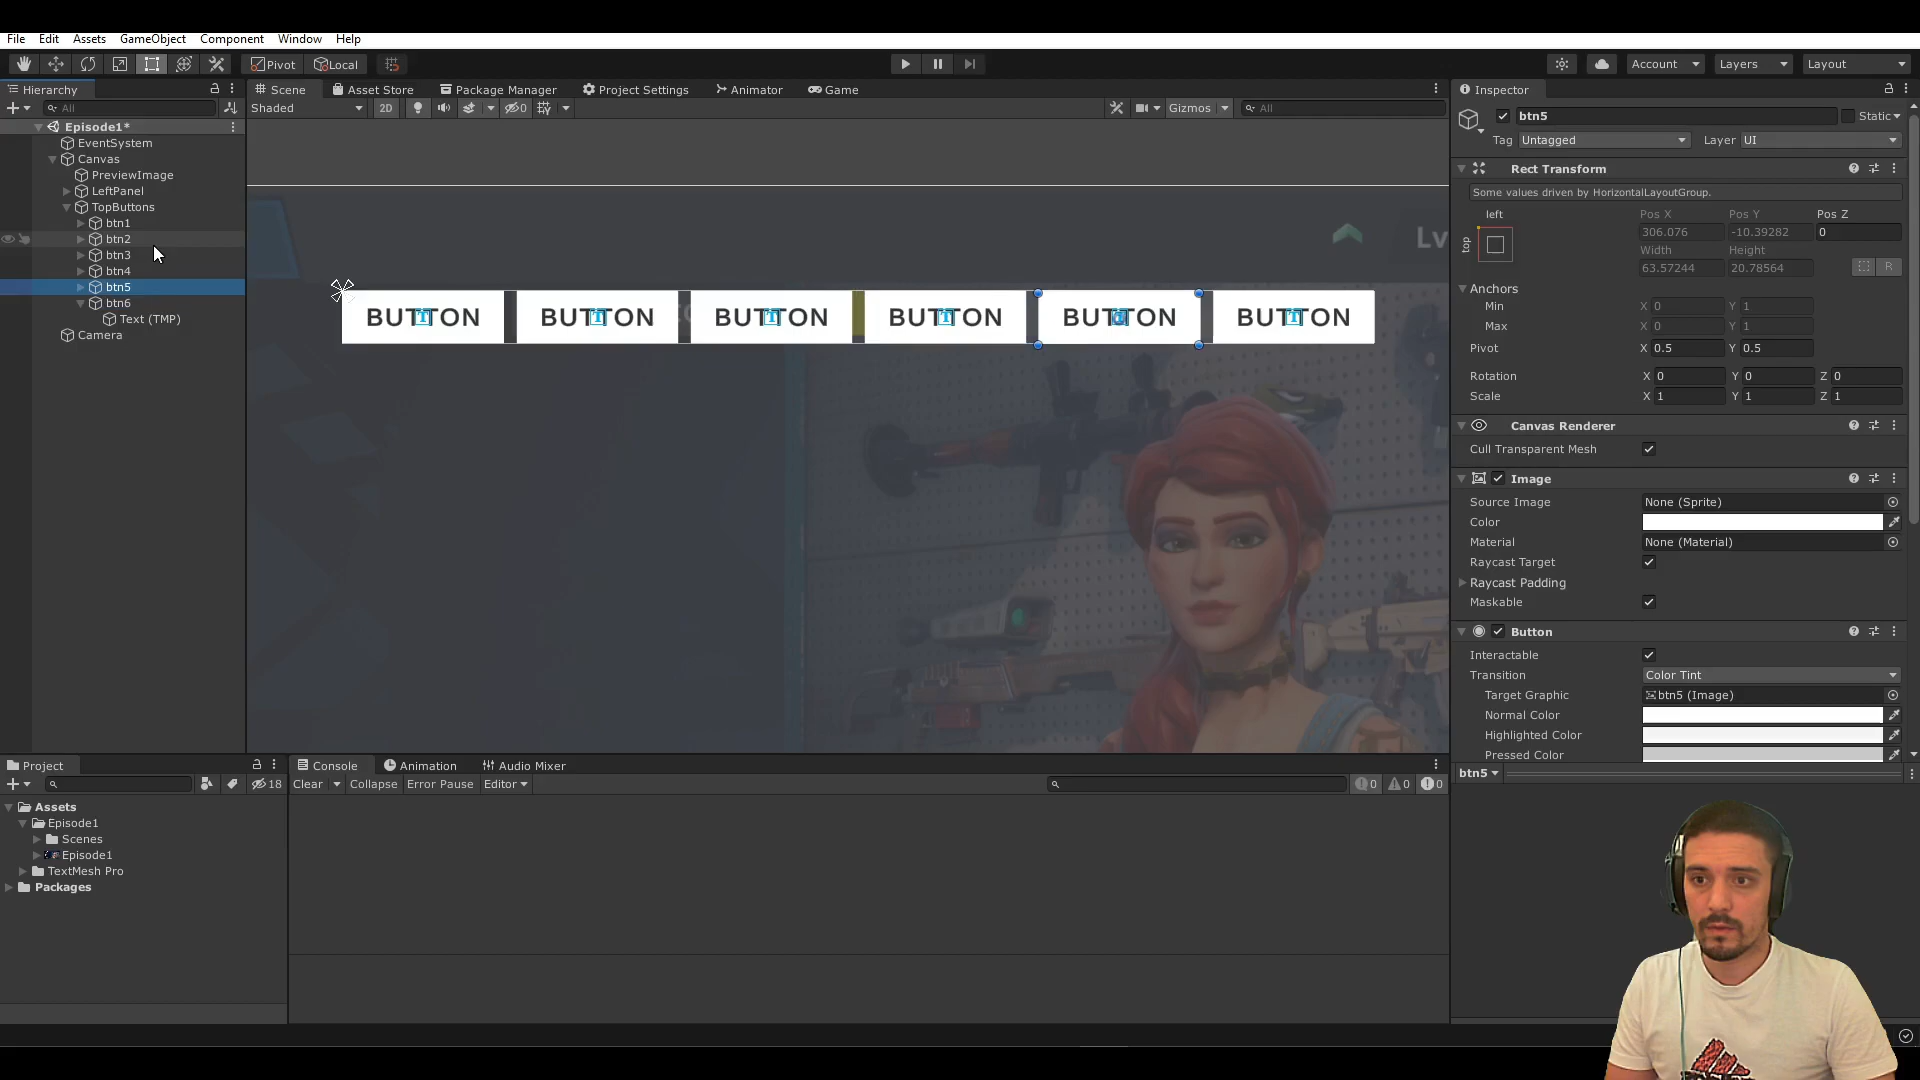 File Edit Assets GameObject Component Window Help
Pivot Local Account Layers Layout
Hierarchy Scene Asset Store Package Manager Project Settings Animator Game Inspector
All Shaded 2D 0 Gizmos All btn5 Static
Episode1*
Tag Untagged Layer UI
EventSystem
Canvas
PreviewImage
LeftPanel
TopButtons
btn1
btn2
btn3
btn4
btn5
btn6
Text (TMP)
Camera
Lv
BUTTON BUTTON BUTTON BUTTON BUTTON BUTTON
Rect Transform
Some values driven by HorizontalLayoutGroup.
left Pos X Pos Y Pos Z
top 306.076 -10.39282 0
Width Height
63.57244 20.78564 R
Anchors
Min X 0 Y 1
Max X 0 Y 1
Pivot X 0.5 Y 0.5
Rotation X 0 Y 0 Z 0
Scale X 1 Y 1 Z 1
Canvas Renderer
Cull Transparent Mesh
Image
Source Image None (Sprite)
Color
Material None (Material)
Raycast Target
Raycast Padding
Maskable
Button
Interactable
Transition Color Tint
Target Graphic btn5 (Image)
Normal Color
Highlighted Color
Pressed Color
btn5
Project Console Animation Audio Mixer
18 Clear Collapse Error Pause Editor 0 0 0
Assets
Episode1
Scenes
Episode1
TextMesh Pro
Packages